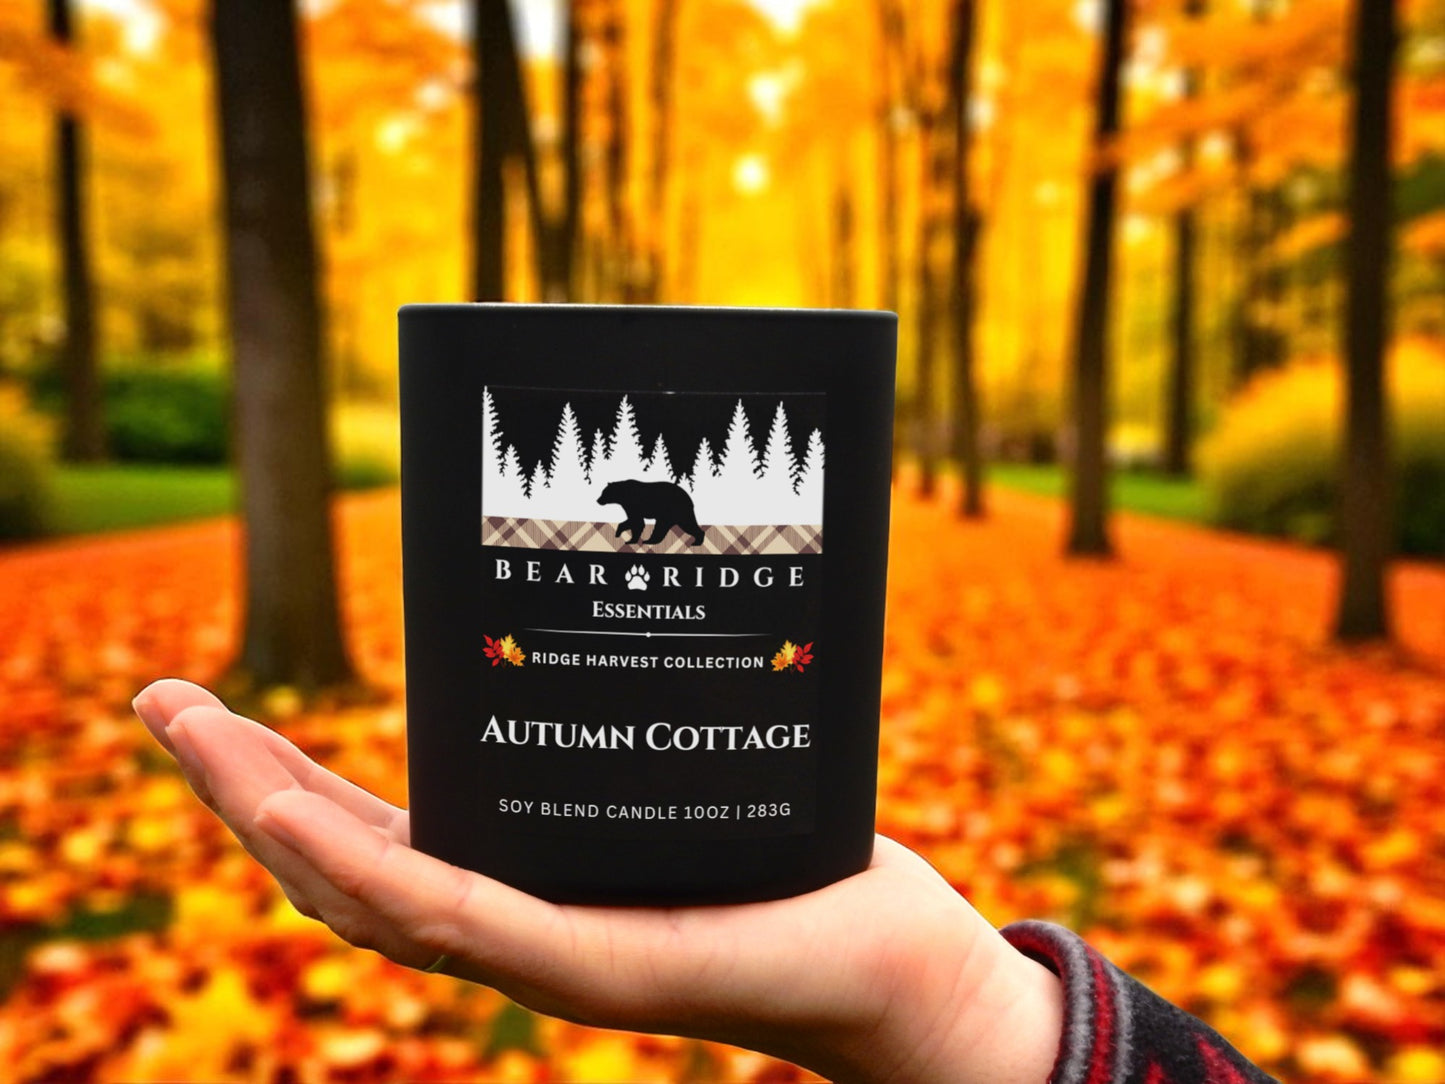 BEAR RIDGE
ESSENTIALS
RIDGE HARVEST COLLECTION
AUTUMN COTTAGE
SOY BLEND CANDLE 10OZ | 283G